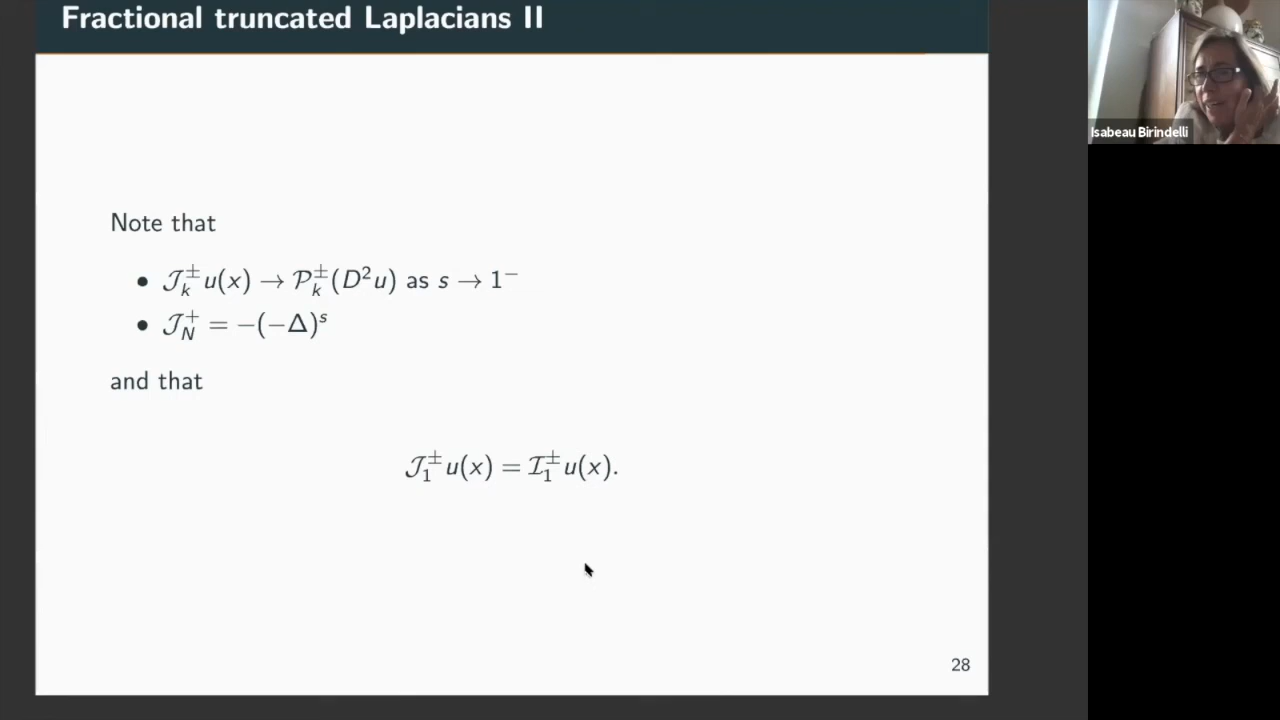 Fractional truncated Laplacians II
Isabeau Birindelli
Note that
• 𝒥ₖ^± u(x) → 𝒫ₖ^±(D²u) as s → 1⁻
• 𝒥_N^+ = −(−Δ)^s
and that
𝒥₁^± u(x) = ℐ₁^± u(x).
28